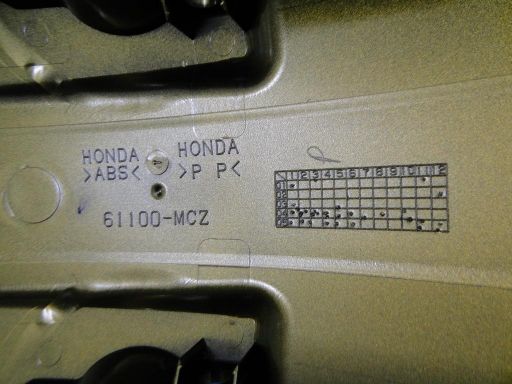 HONDA
>ABS<
HONDA
>P P<
61100-MCZ
1 2 3 4 5 6 7 8 9 10 11 12